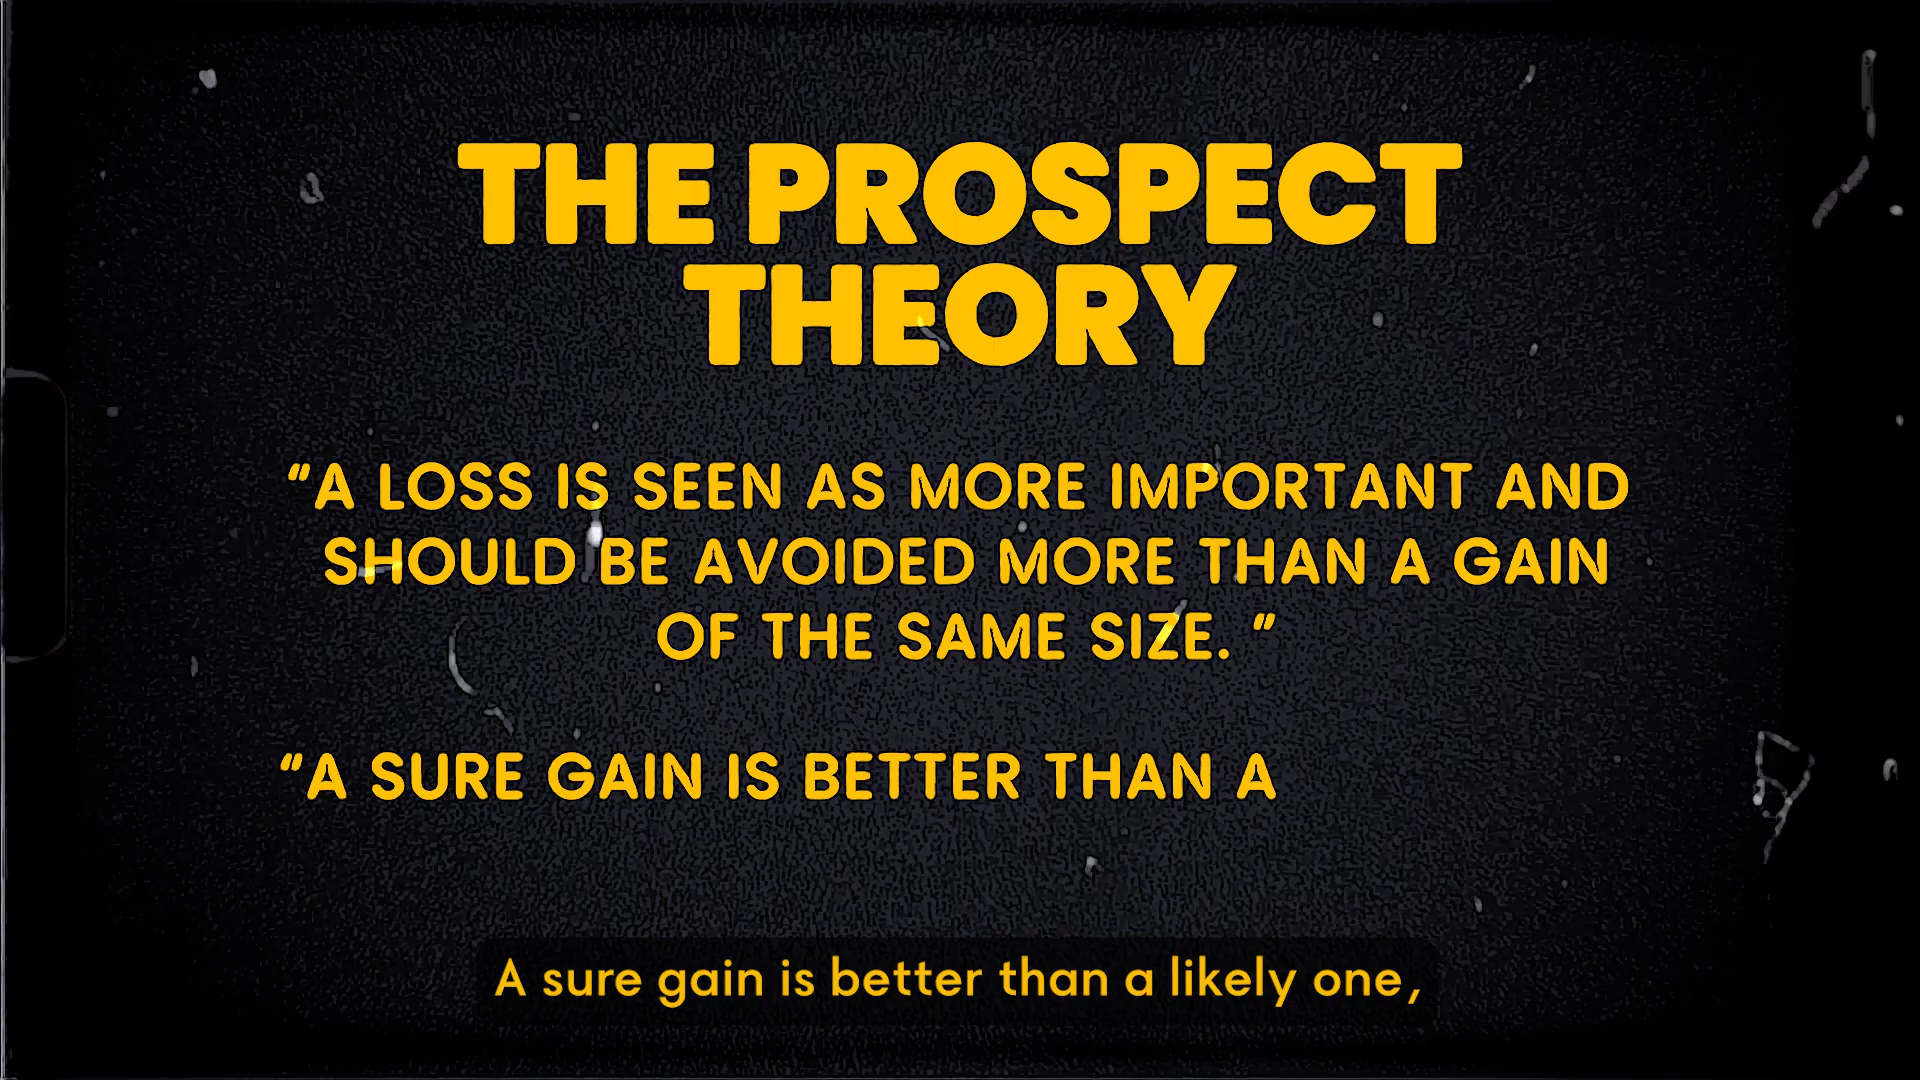 THE PROSPECT
THEORY
“A LOSS IS SEEN AS MORE IMPORTANT AND
SHOULD BE AVOIDED MORE THAN A GAIN
OF THE SAME SIZE. ”
“A SURE GAIN IS BETTER THAN A
A sure gain is better than a likely one,